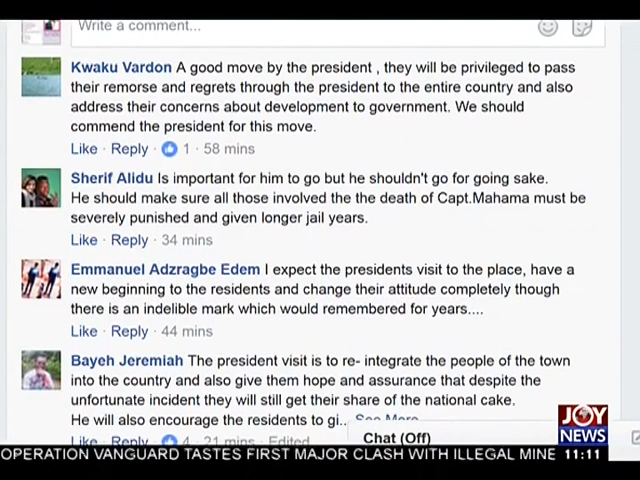 Write a comment...
Kwaku Vardon A good move by the president , they will be privileged to pass
their remorse and regrets through the president to the entire country and also
address their concerns about development to government. We should
commend the president for this move.
Like · Reply · 1 · 58 mins
Sherif Alidu Is important for him to go but he shouldn't go for going sake.
He should make sure all those involved the the death of Capt.Mahama must be
severely punished and given longer jail years.
Like · Reply · 34 mins
Emmanuel Adzragbe Edem I expect the presidents visit to the place, have a
new beginning to the residents and change their attitude completely though
there is an indelible mark which would remembered for years....
Like · Reply · 44 mins
Bayeh Jeremiah The president visit is to re- integrate the people of the town
into the country and also give them hope and assurance that despite the
unfortunate incident they will still get their share of the national cake.
He will also encourage the residents to gi... See More
Like · Reply · 4 · 21 mins · Edited
Chat (Off)
JOY
NEWS
OPERATION VANGUARD TASTES FIRST MAJOR CLASH WITH ILLEGAL MINE 11:11